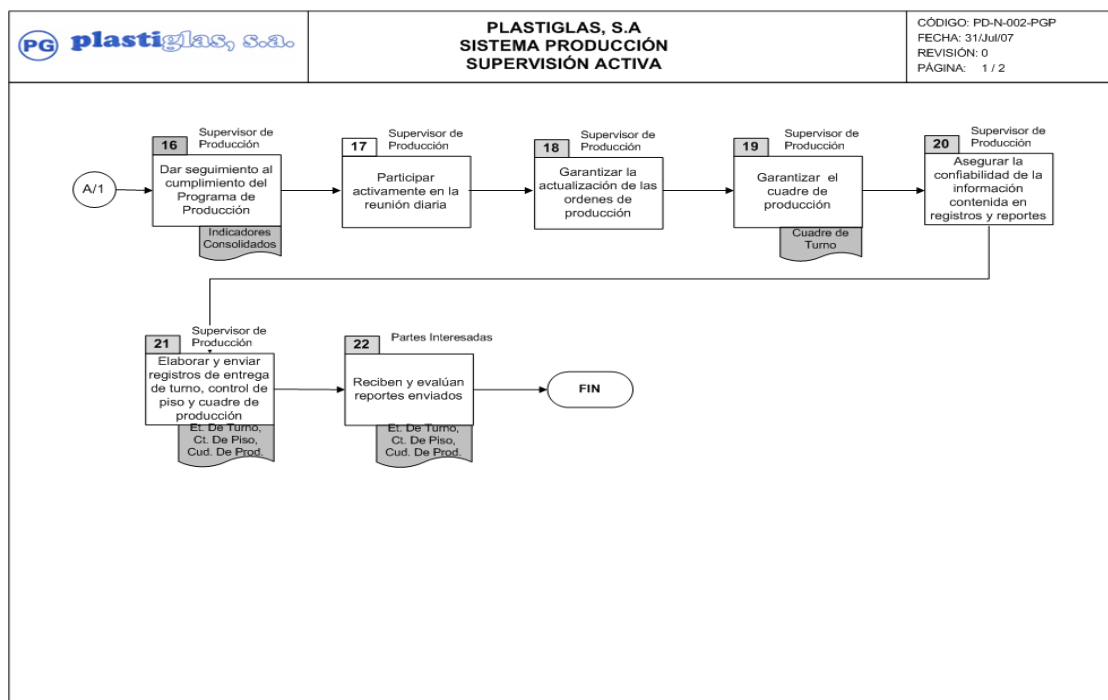 PG plastiglas, s.a.
PLASTIGLAS, S.A
SISTEMA PRODUCCIÓN
SUPERVISIÓN ACTIVA
CÓDIGO: PD-N-002-PGP
FECHA: 31/Jul/07
REVISIÓN: 0
PÁGINA: 1 / 2
A/1
16
Supervisor de
Producción
Dar seguimiento al
cumplimiento del
Programa de
Producción
Indicadores
Consolidados
17
Supervisor de
Producción
Participar
activamente en la
reunión diaria
18
Supervisor de
Producción
Garantizar la
actualización de las
ordenes de
producción
19
Supervisor de
Producción
Garantizar el
cuadre de
producción
Cuadre de
Turno
20
Supervisor de
Producción
Asegurar la
confiabilidad de la
información
contenida en
registros y reportes
21
Supervisor de
Producción
Elaborar y enviar
registros de entrega
de turno, control de
piso y cuadre de
producción
Et. De Turno,
Ct. De Piso,
Cud. De Prod.
22
Partes Interesadas
Reciben y evalúan
reportes enviados
Et. De Turno,
Ct. De Piso,
Cud. De Prod.
FIN